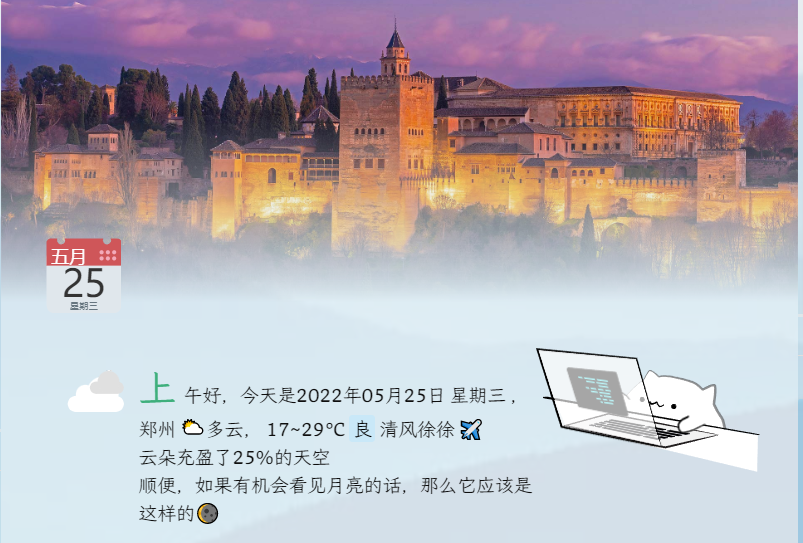 五月
25
星期三
上午好，今天是2022年05月25日 星期三，
郑州 多云， 17~29°C 良 清风徐徐
云朵充盈了25%的天空
顺便，如果有机会看见月亮的话，那么它应该是
这样的